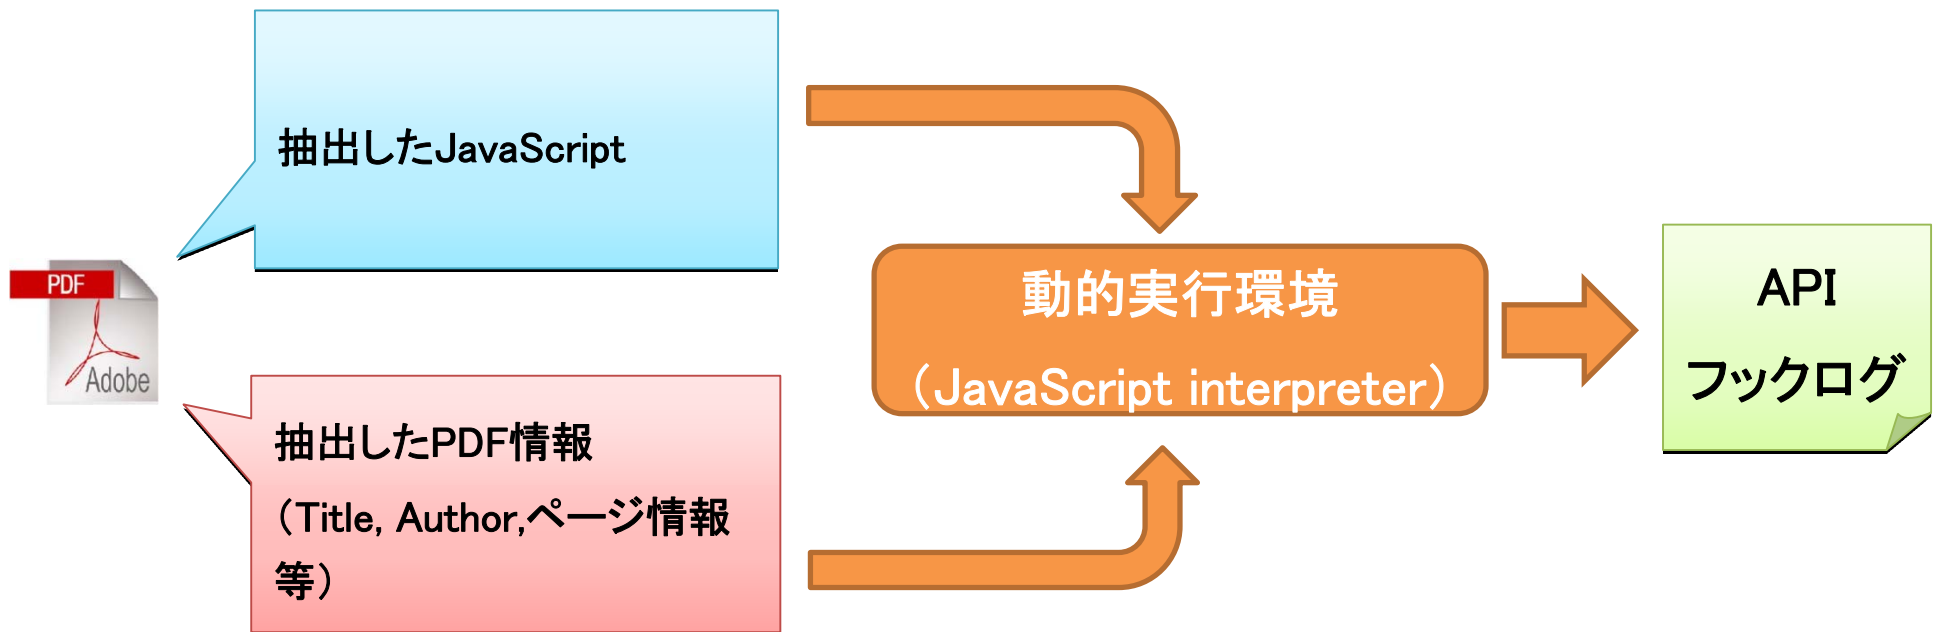 抽出したJavaScript
PDF
Adobe
抽出したPDF情報
（Title, Author,ページ情報
等）
動的実行環境
（JavaScript interpreter）
API
フックログ